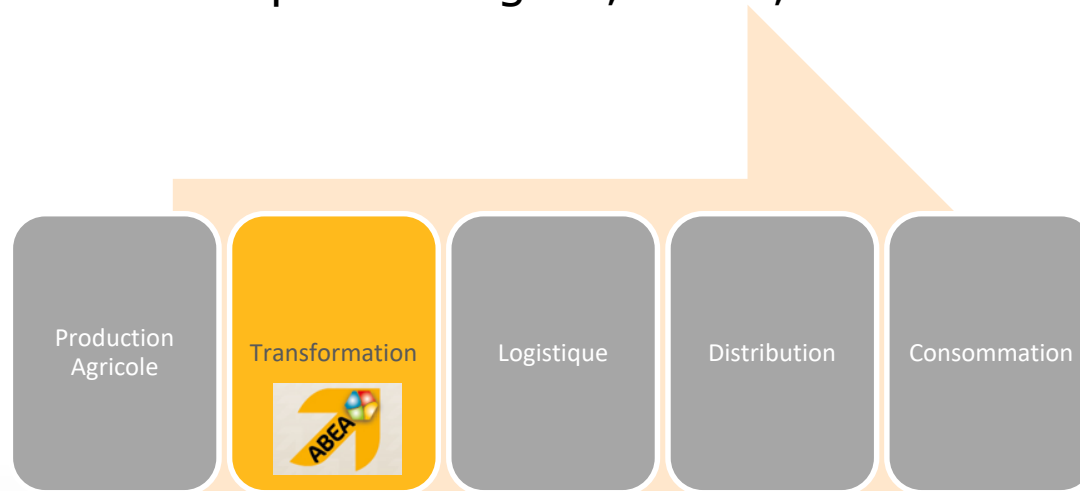 Production
Agricole
Transformation
Logistique
Distribution
Consommation
ABEA